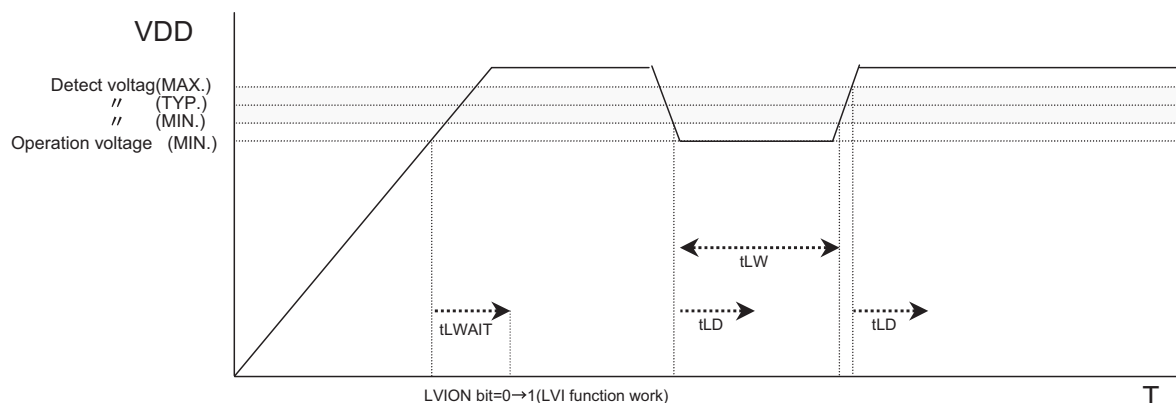 VDD
Detect voltag(MAX.)
〃 (TYP.)
〃 (MIN.)
Operation voltage (MIN.)
tLW
tLWAIT
tLD
tLD
LVION bit=0→1(LVI function work)
T